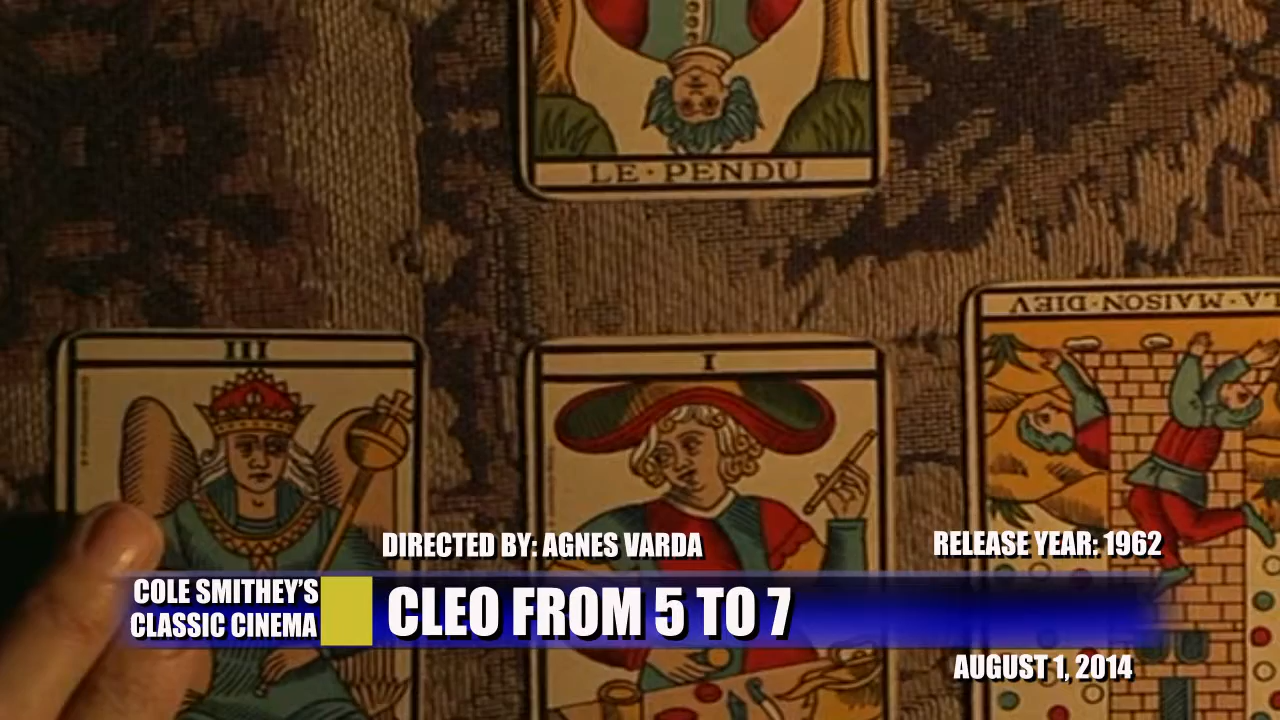 LE·PENDU
LA·MAISON·DIEV
III
I
DIRECTED BY: AGNES VARDA
RELEASE YEAR: 1962
COLE SMITHEY'S
CLASSIC CINEMA
CLEO FROM 5 TO 7
AUGUST 1, 2014